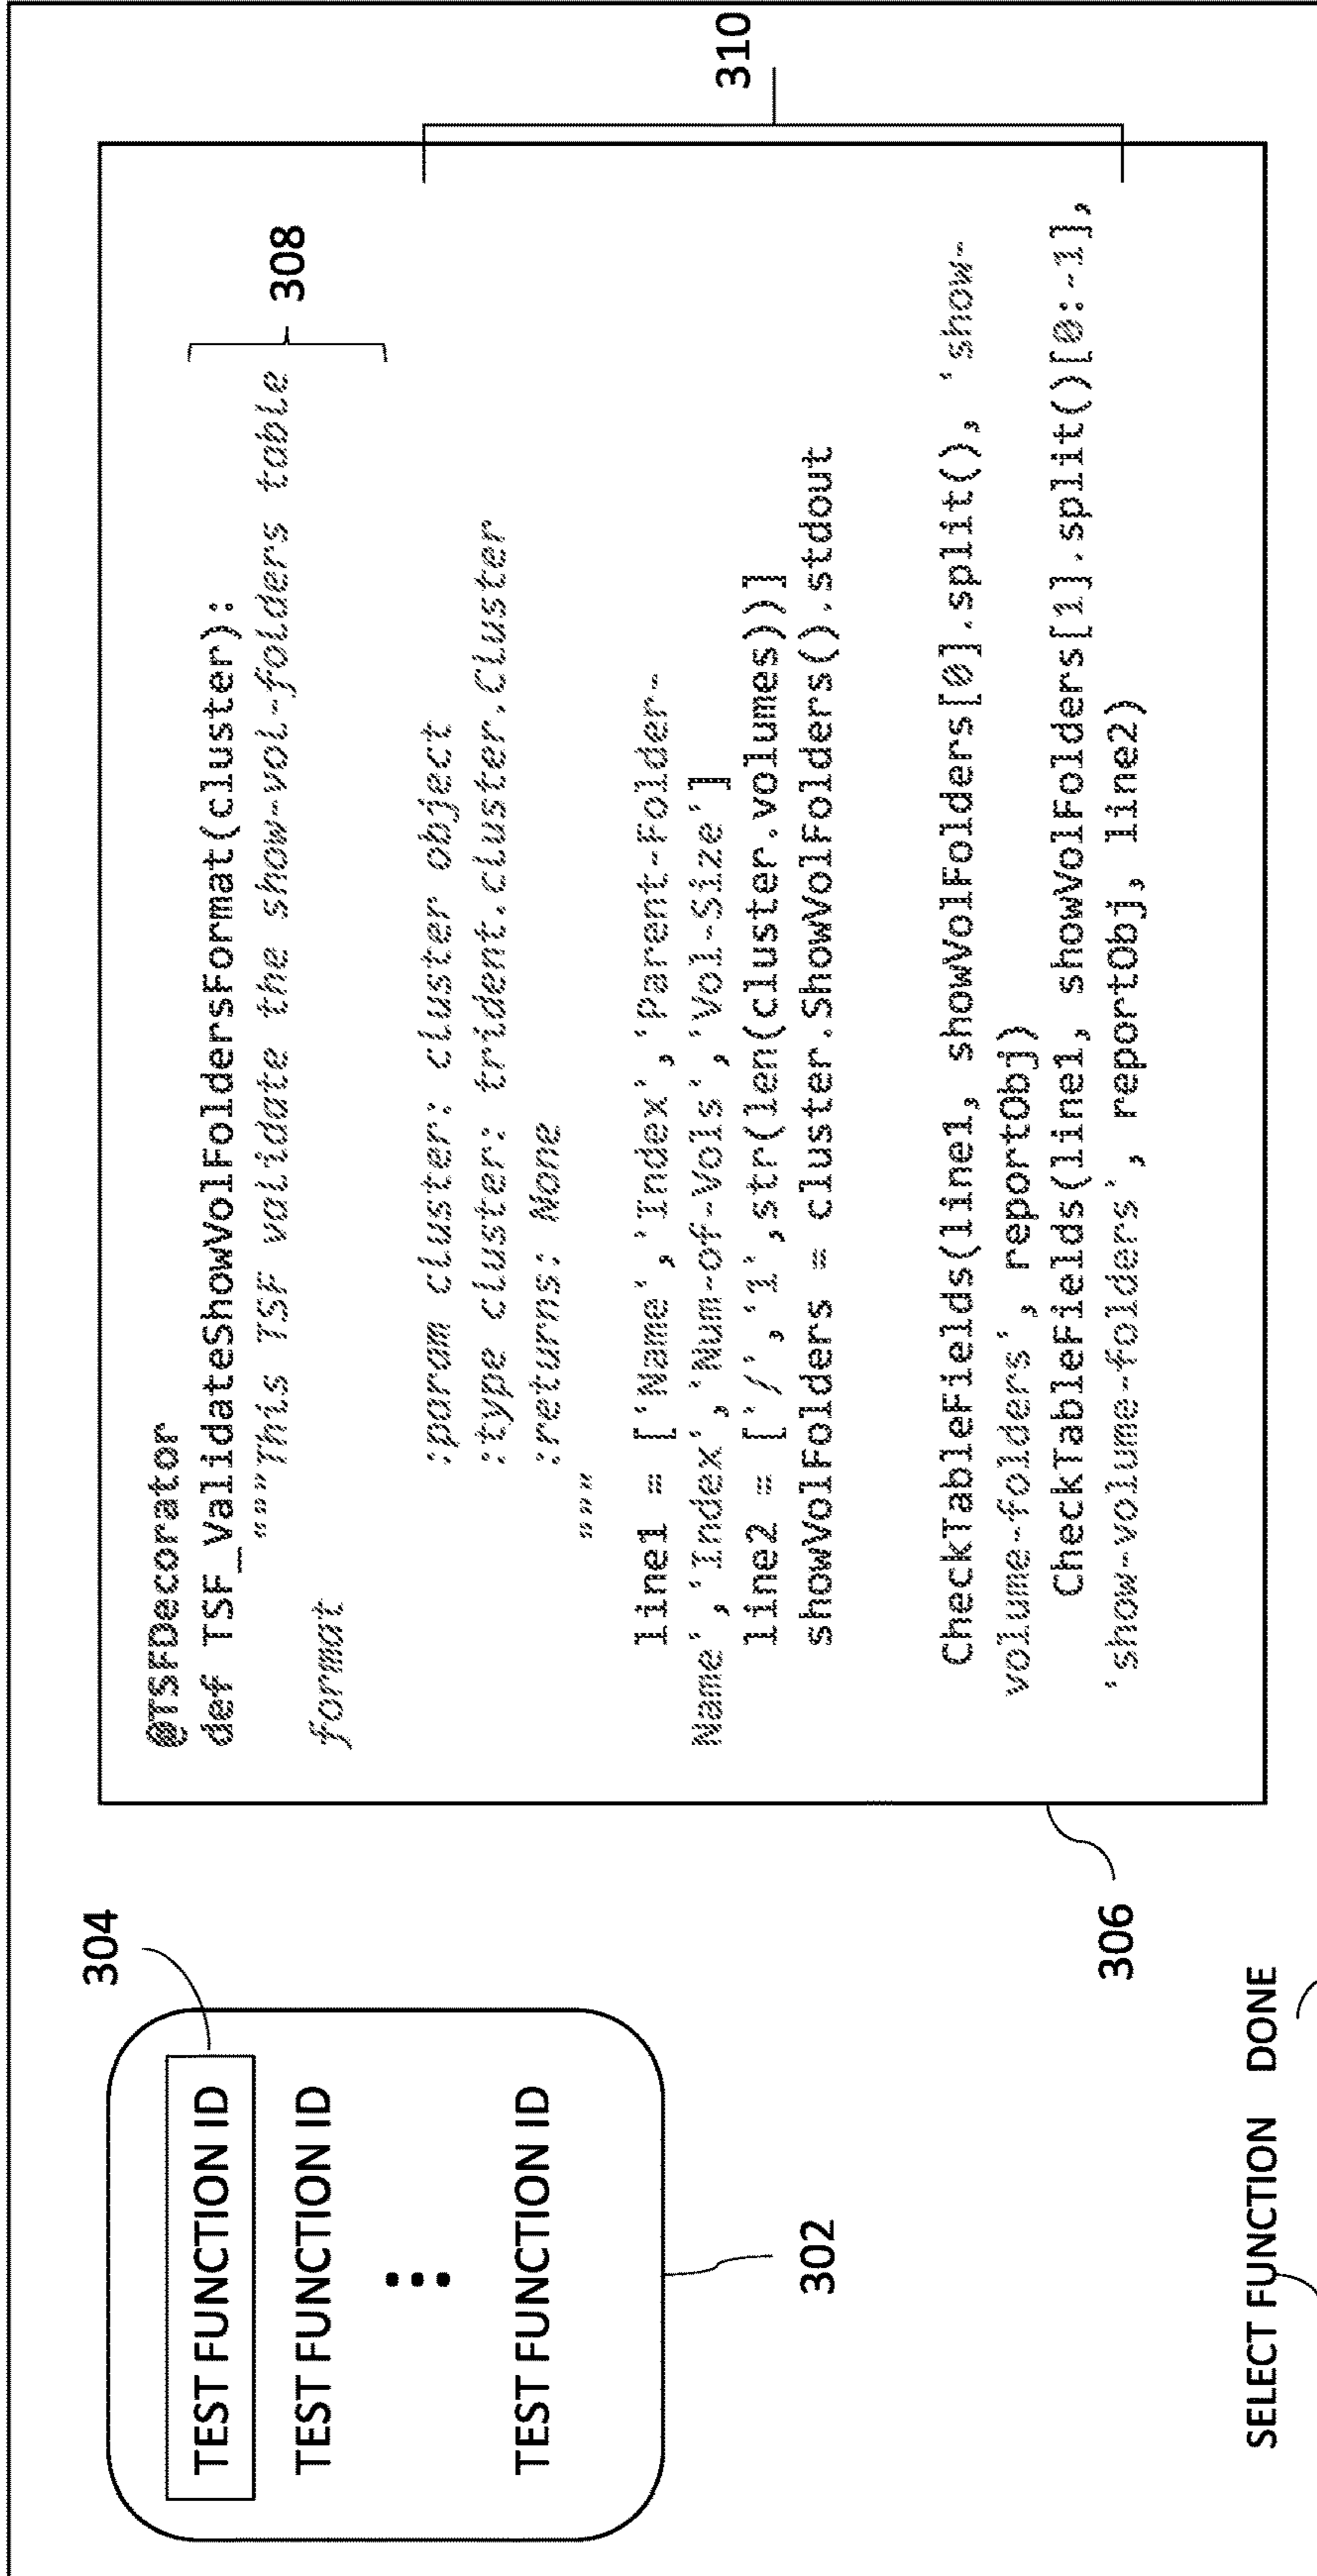 304
TEST FUNCTION ID
TEST FUNCTION ID
TEST FUNCTION ID
302
SELECT FUNCTION DONE
306
@TSFDecorator
def TSF_ValidateShowVolFoldersFormat(cluster):
"""This TSF validate the show-vol-folders table
format
308
:param cluster: cluster object
:type cluster: trident.cluster.Cluster
:returns: None
"""
line1 = ['Name','Index','Parent-Folder-
Name','Index','Num-of-Vols','Vol-Size']
line2 = ['/','1',str(len(cluster.volumes))]
showVolFolders = cluster.ShowVolFolders().stdout
CheckTableFields(line1, showVolFolders[0].split(), 'show-
volume-folders', reportObj)
CheckTableFields(line1, showVolFolders[1].split()[0:-1],
'show-volume-folders', reportObj, line2)
310